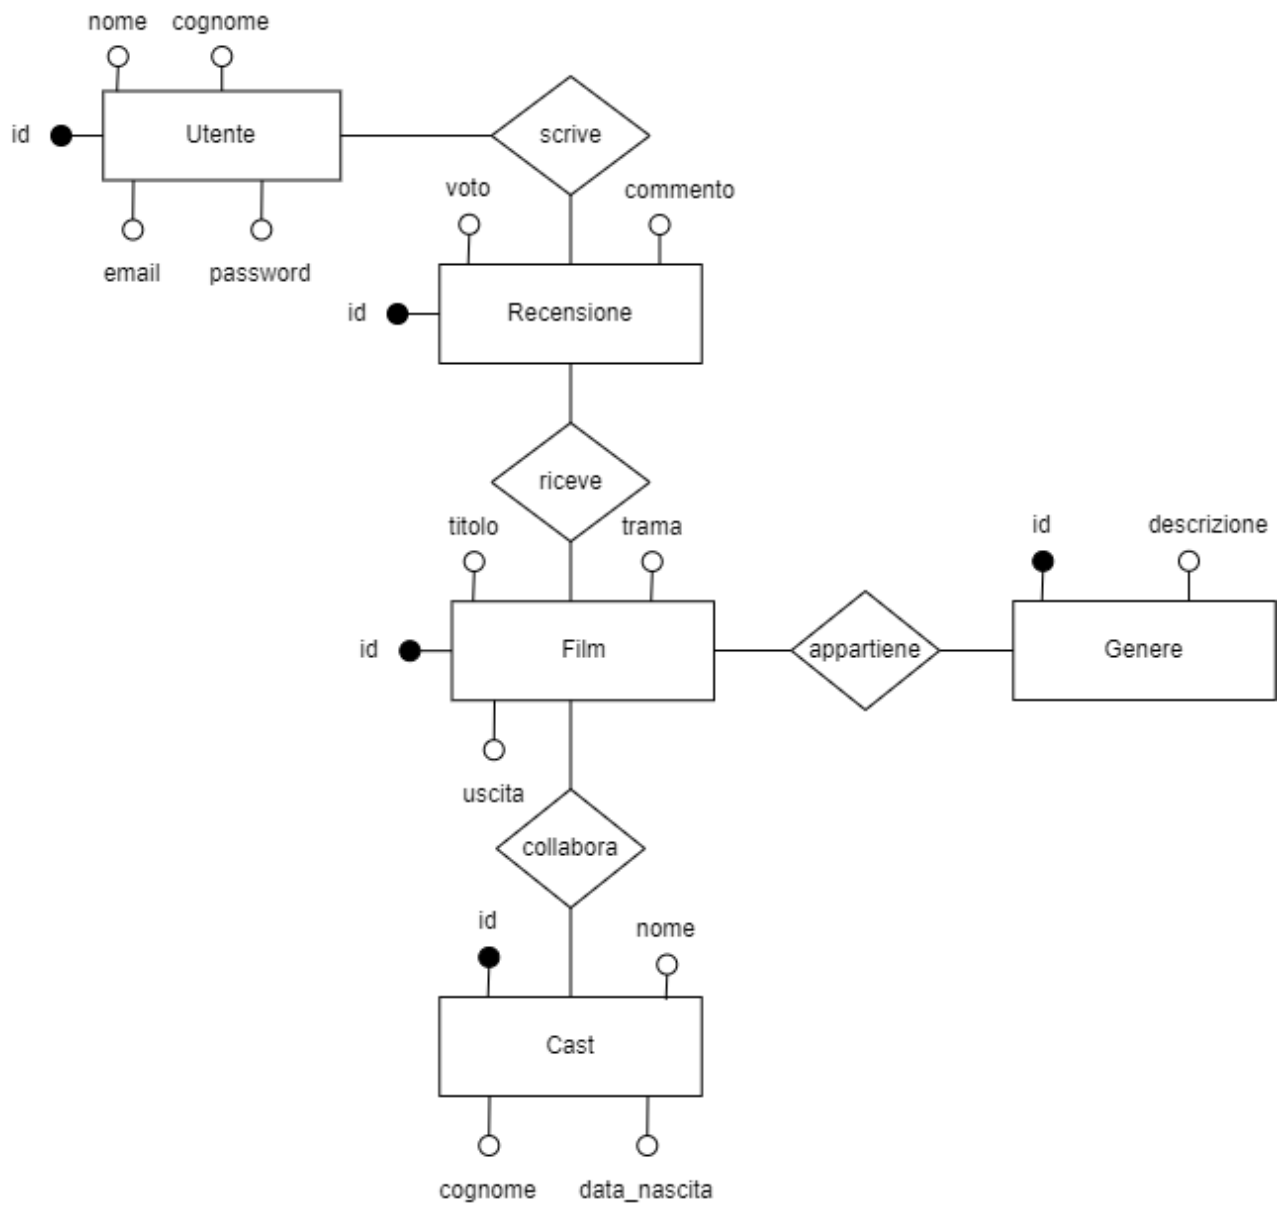 nome cognome
id
Utente
scrive
voto
commento
email
password
id
Recensione
riceve
titolo
trama
id
descrizione
id
Film
appartiene
Genere
uscita
collabora
id
nome
Cast
cognome
data_nascita